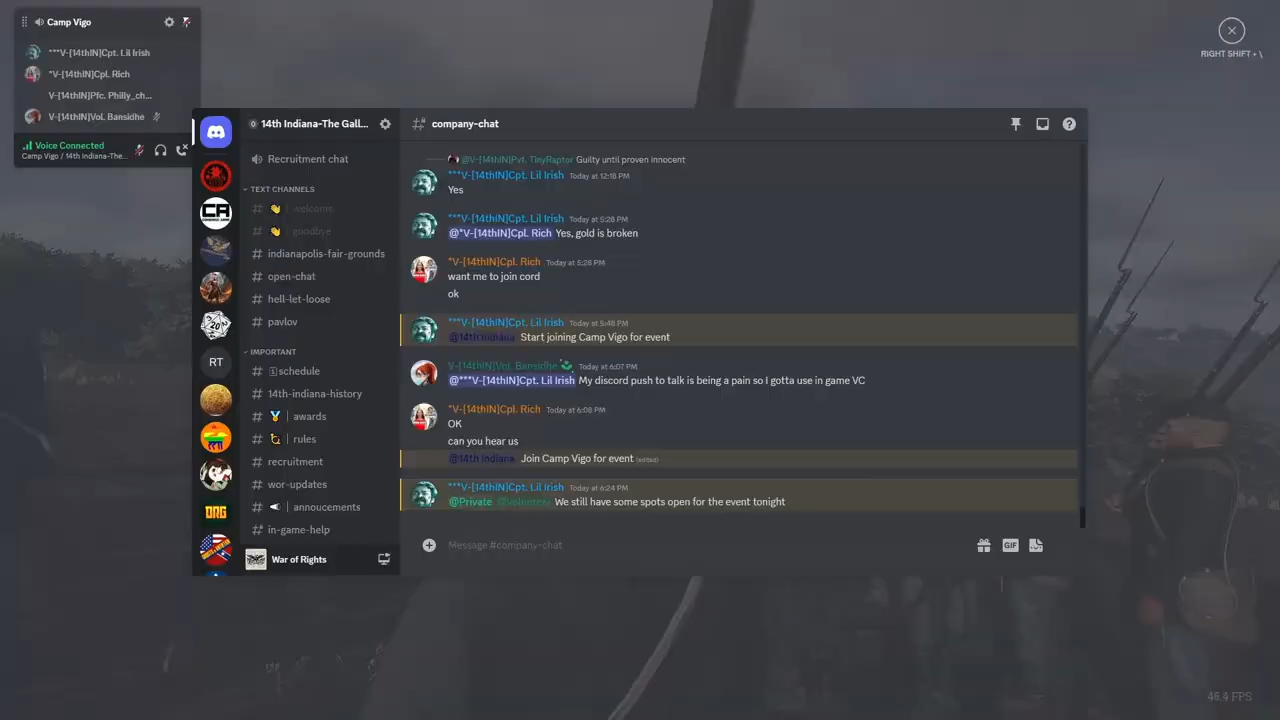 Camp Vigo
***V-[14thIN]Cpt. Lil Irish
*V-[14thIN]Cpl. Rich
V-[14thIN]Pfc. Philly_ch...
V-[14thIN]Vol. Bansidhe
Voice Connected
Camp Vigo / 14th Indiana-The...
RIGHT SHIFT + \
14th Indiana-The Gall...
Recruitment chat
TEXT CHANNELS
welcome
goodbye
indianapolis-fair-grounds
open-chat
hell-let-loose
pavlov
IMPORTANT
schedule
14th-indiana-history
awards
rules
recruitment
wor-updates
annoucements
in-game-help
War of Rights
CA
20
RT
DRG
company-chat
@V-[14thIN]Pvt. TinyRaptor Guilty until proven innocent
***V-[14thIN]Cpt. Lil Irish Today at 12:18 PM
Yes
***V-[14thIN]Cpt. Lil Irish Today at 5:28 PM
@*V-[14thIN]Cpl. Rich Yes, gold is broken
*V-[14thIN]Cpl. Rich Today at 5:28 PM
want me to join cord
ok
***V-[14thIN]Cpt. Lil Irish Today at 5:48 PM
@14th Indiana Start joining Camp Vigo for event
V-[14thIN]Vol. Bansidhe Today at 6:07 PM
@***V-[14thIN]Cpt. Lil Irish My discord push to talk is being a pain so I gotta use in game VC
*V-[14thIN]Cpl. Rich Today at 6:08 PM
OK
can you hear us
@14th Indiana Join Camp Vigo for event (edited)
***V-[14thIN]Cpt. Lil Irish Today at 6:24 PM
@Private @Volunteer We still have some spots open for the event tonight
Message #company-chat
GIF
46.4 FPS